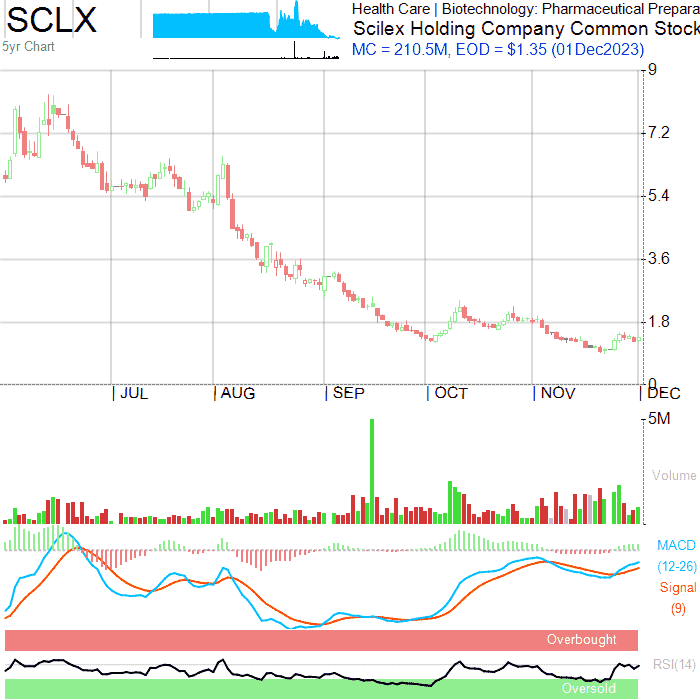 SCLX
5yr Chart
Health Care | Biotechnology: Pharmaceutical Prepara
Scilex Holding Company Common Stock
MC = 210.5M, EOD = $1.35 (01Dec2023)
9
7.2
5.4
3.6
1.8
0
| JUL | AUG | SEP | OCT | NOV | DEC
5M
Volume
MACD
(12-26)
Signal
(9)
Overbought
RSI(14)
Oversold